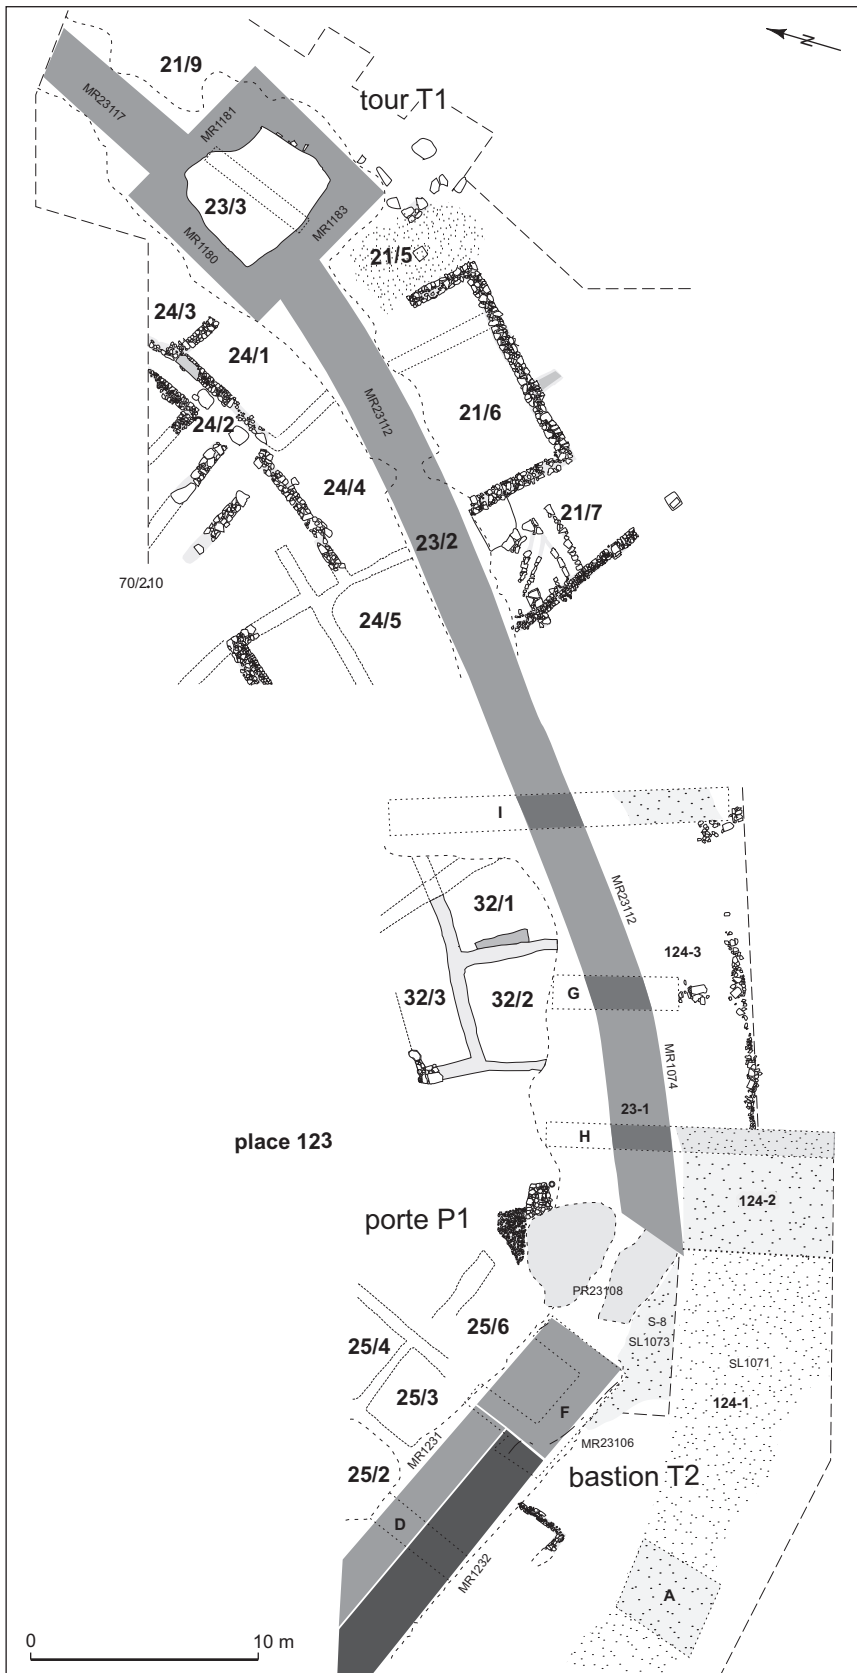 N
21/9
tour T1
MR23117
MR1181
23/3
MR1183
MR1180
21/5
24/3
24/1
24/2
MR23112
21/6
24/4
21/7
23/2
70/210
24/5
I
MR23112
32/1
124-3
32/3
32/2
G
MR1074
23-1
H
place 123
124-2
porte P1
PR23108
S-8
SL1073
25/6
25/4
SL1071
25/3
124-1
F
MR1231
MR23106
25/2
bastion T2
D
MR1232
A
0
10 m